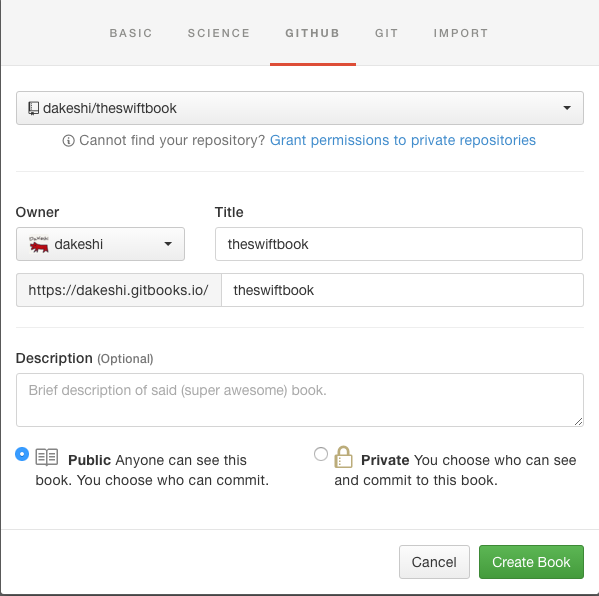 BASIC SCIENCE GITHUB GIT IMPORT
dakeshi/theswiftbook
Cannot find your repository? Grant permissions to private repositories
Owner Title
dakeshi theswiftbook
https://dakeshi.gitbooks.io/ theswiftbook
Description (Optional)
Brief description of said (super awesome) book.
Public Anyone can see this
book. You choose who can commit.
Private You choose who can see
and commit to this book.
Cancel Create Book